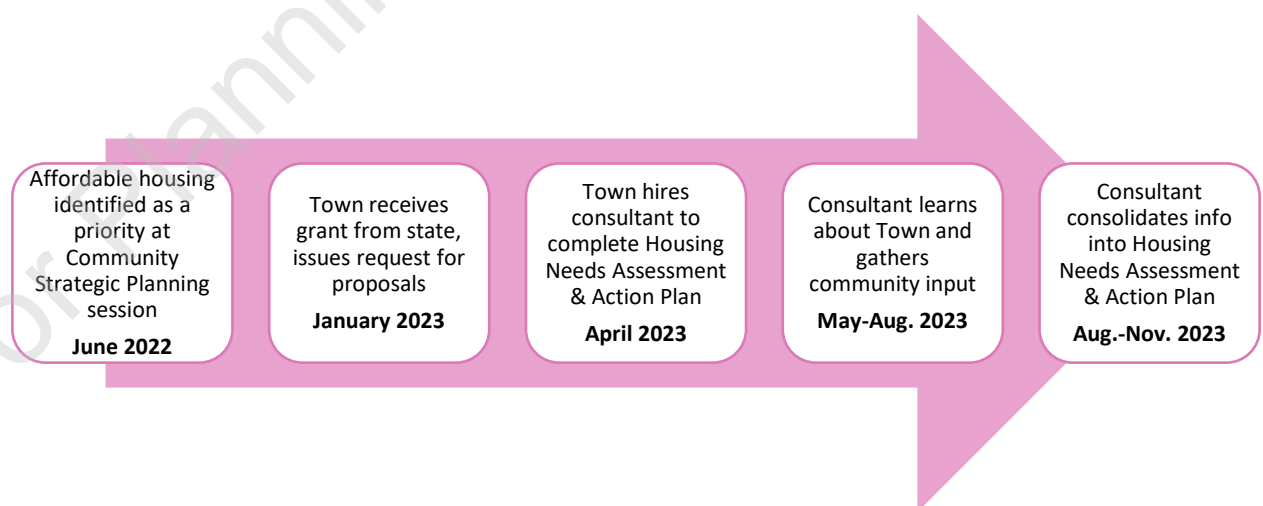 or Planni
Affordable housing
identified as a
priority at
Community
Strategic Planning
session
June 2022
Town receives
grant from state,
issues request for
proposals
January 2023
Town hires
consultant to
complete Housing
Needs Assessment
& Action Plan
April 2023
Consultant learns
about Town and
gathers
community input
May-Aug. 2023
Consultant
consolidates info
into Housing
Needs Assessment
& Action Plan
Aug.-Nov. 2023